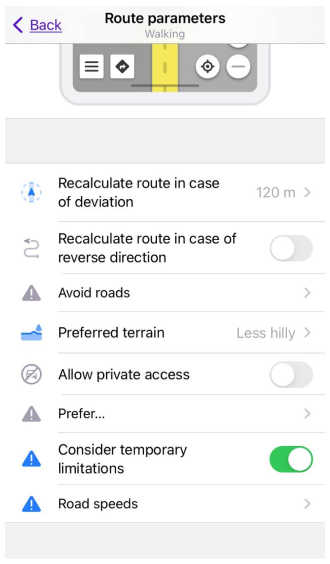 Back
Route parameters
Walking
Recalculate route in case
of deviation
120 m
Recalculate route in case of
reverse direction
Avoid roads
Preferred terrain
Less hilly
Allow private access
Prefer...
Consider temporary
limitations
Road speeds